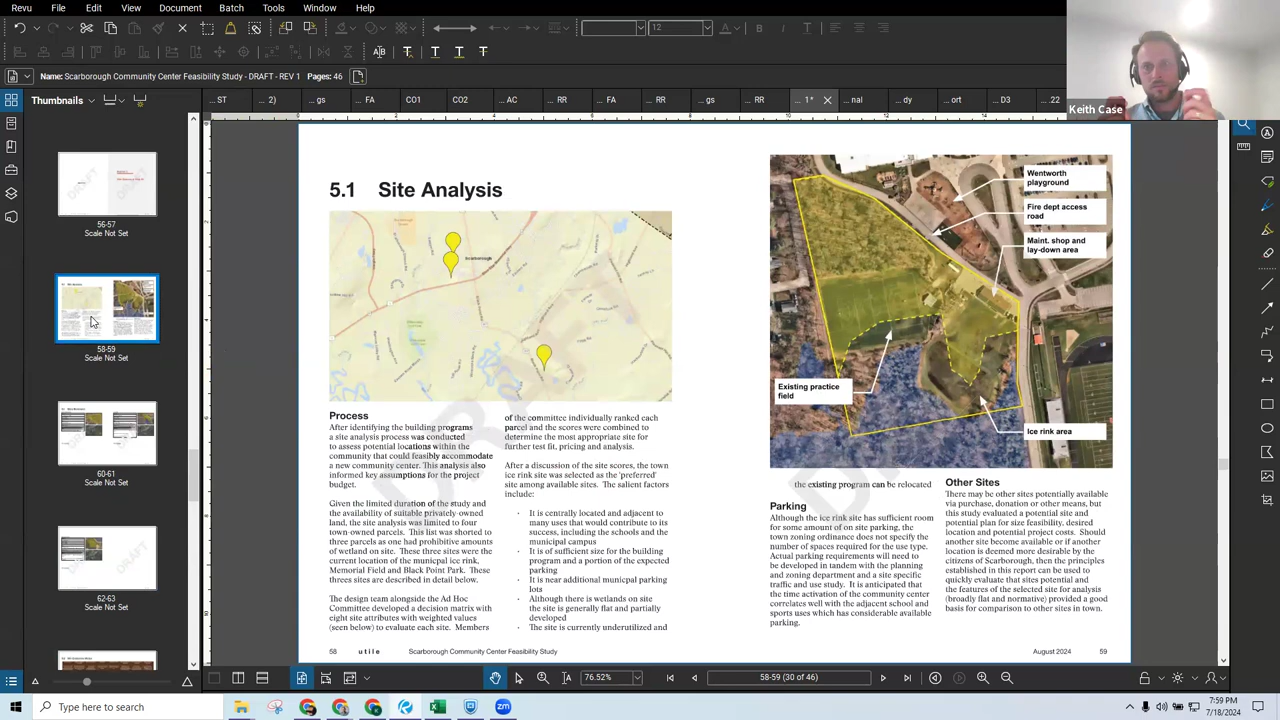 12
Name: Scarborough Community Center Feasibility Study - DRAFT - REV 1 Pages: 46
Thumbnails
... ST
... 2)
... gs
... FA
CO1
CO2
... AC
... RR
... FA
... RR
... gs
... RR
... 1*
... nal
... dy
... ort
... D3
... .22
Keith Case
56-57
Scale Not Set
58-59
Scale Not Set
60-61
Scale Not Set
62-63
Scale Not Set
5.1 Site Analysis
Scarborough
DRAFT
Process
After identifying the building programs
a site analysis process was conducted
process potential locations within the
community that could feasibly accommodate
a new community center. This analysis also
informed key assumptions for the project
budget.
Given the limited duration of the study and
the availability of suitable privately-owned
land, the site analysis was limited to four
town-owned parcels. This list was shorted to
three parcels as one had prohibitive amounts
of wetland on site. These three sites were the
current location of the municpal ice rink,
Memorial Field and Black Point Park. These
three sites are described in detail below.
The design team alongside the Ad Hoc
Committee developed a decision matrix with
eight site attributes with weighted values
(seen below) to evaluate each site. Members
of the committee individually ranked each
parcel and the scores were combined to
determine the most appropriate site for
further test fit, pricing and analysis.
After a discussion of the site scores, the town
ice rink site was selected as the 'preferred'
site among available sites. The salient factors
include:
· It is centrally located and adjacent to
many uses that would contribute to its
success, including the schools and the
municipal campus
· It is of sufficient size for the building
program and a portion of the expected
parking
· It is near additional municpal parking
lots
· Although there is wetlands on site
the site is generally flat and partially
developed
· The site is currently underutilized and
Wentworth
playground
Fire dept access
road
Maint. shop and
lay-down area
Existing practice
field
Ice rink area
the existing program can be relocated
Parking
Although the ice rink site has sufficient room
for some amount of on site parking, the
town zoning ordinance does not specify the
number of spaces required for the use type.
Actual parking requirements will need to
be developed in tandem with the planning
and zoning department and a site specific
traffic and use study. It is anticipated that
the time activation of the community center
correlates well with the adjacent school and
sports uses which has considerable available
parking.
Other Sites
There may be other sites potentially available
via purchase, donation or other means, but
this study evaluated a potential site and
potential plan for size feasibility, desired
location and potential project costs. Should
another site become available or if another
location is deemed more desirable by the
citizens of Scarborough, then the principles
established in this report can be used to
quickly evaluate that sites potential and
the features of the selected site for analysis
(broadly flat and normative) provided a good
basis for comparison to other sites in town.
58 utile Scarborough Community Center Feasibility Study
August 2024 59
76.52%
58-59 (30 of 46)
Type here to search
7:59 PM
7/18/2024